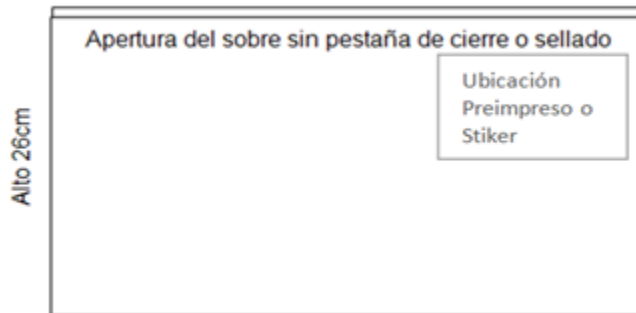 Apertura del sobre sin pestaña de cierre o sellado
Ubicación
Preimpreso o
Stiker
Alto 26cm